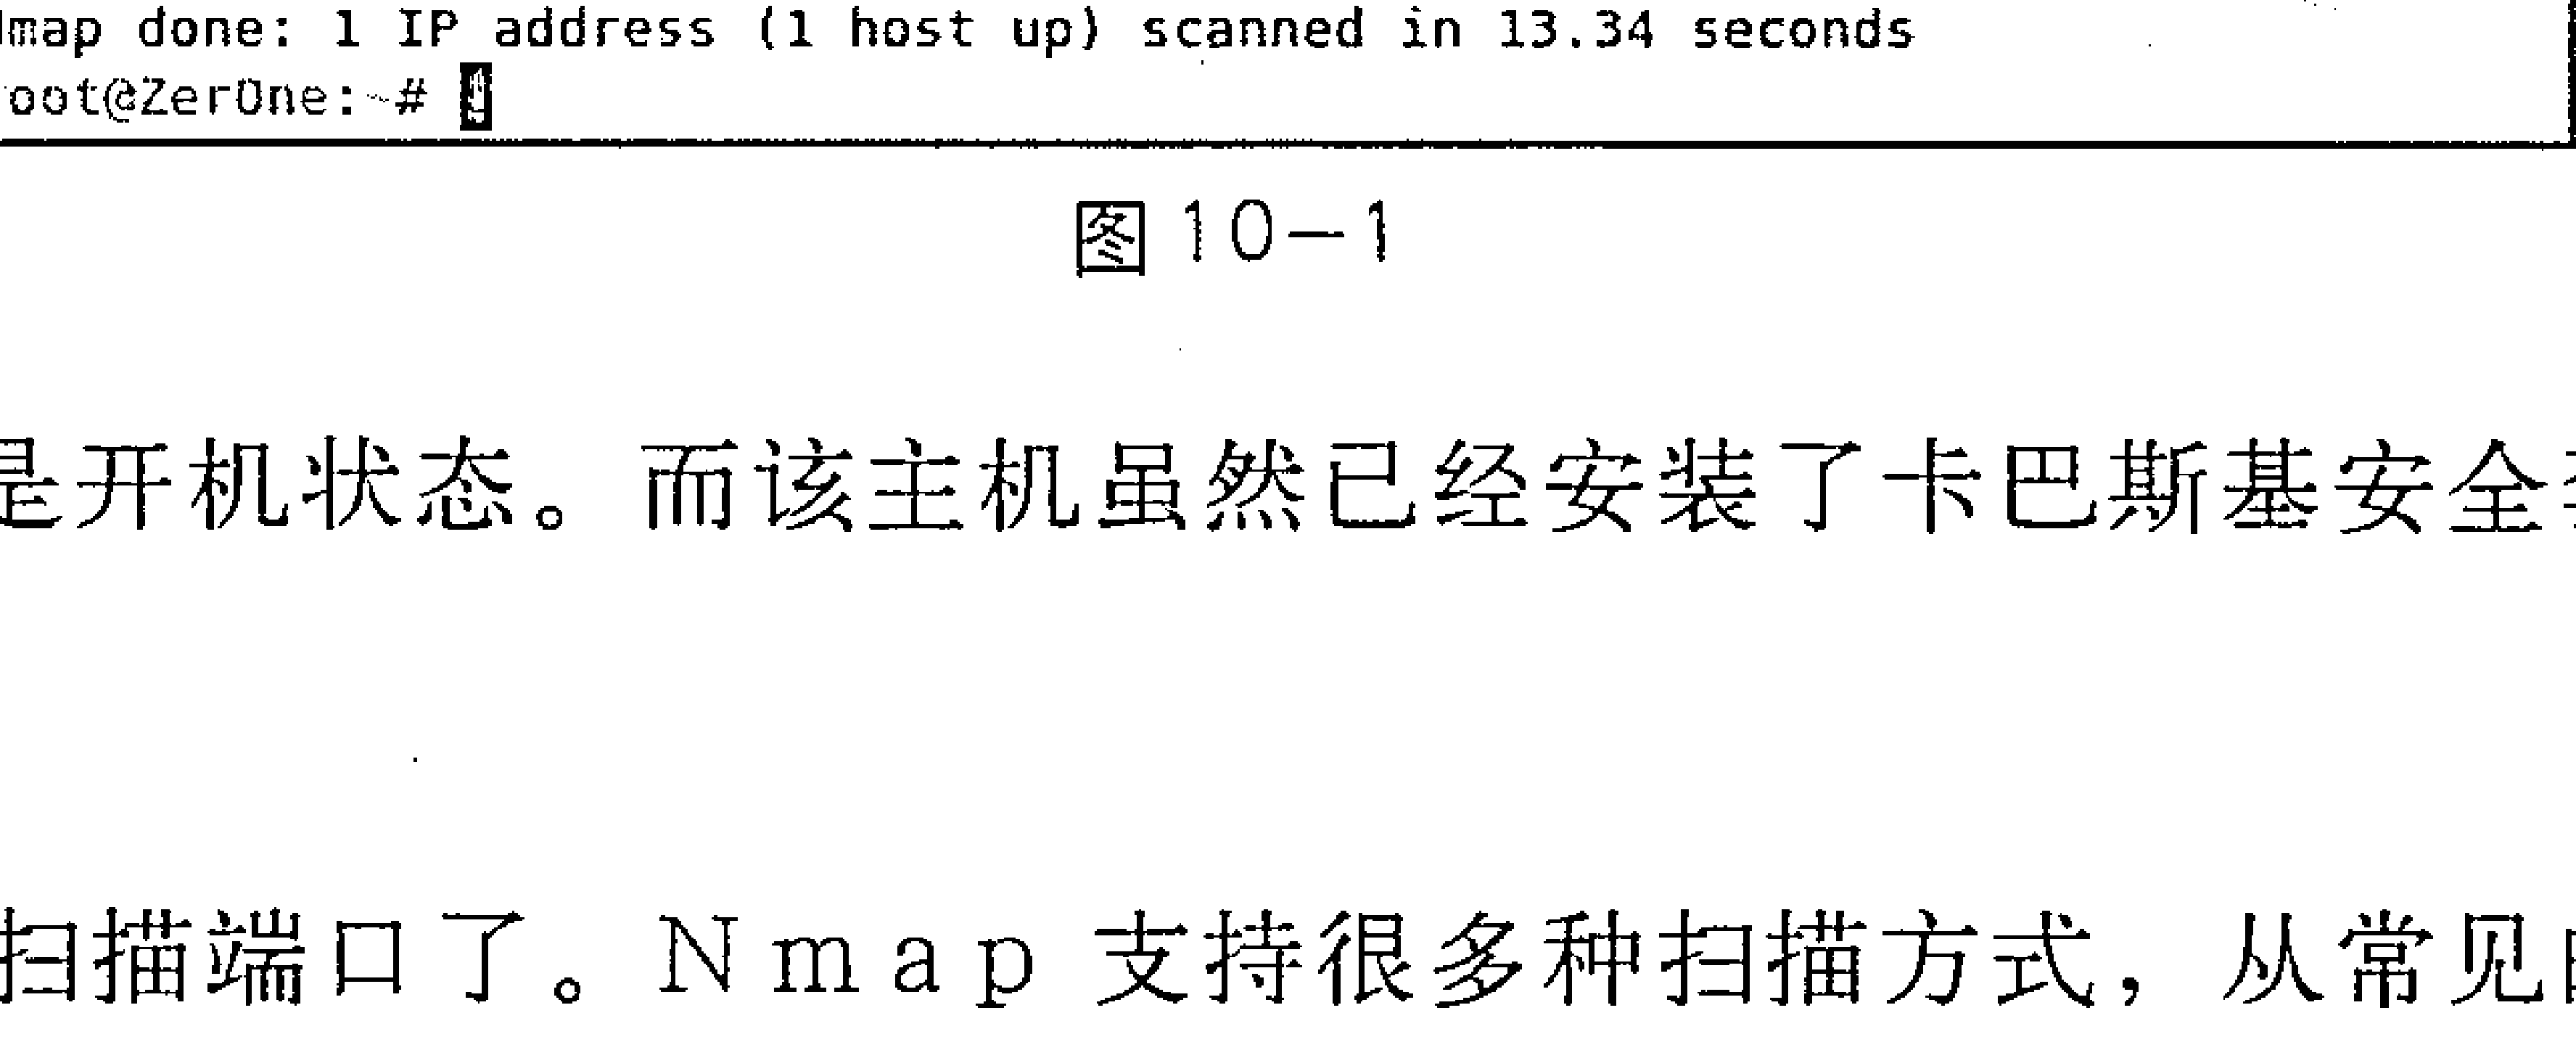 map done: 1 IP address (1 host up) scanned in 13.34 seconds
oot@ZerOne:~#
图 10-1
是开机状态。而该主机虽然已经安装了卡巴斯基安全
扫描端口了。Nmap 支持很多种扫描方式，从常见